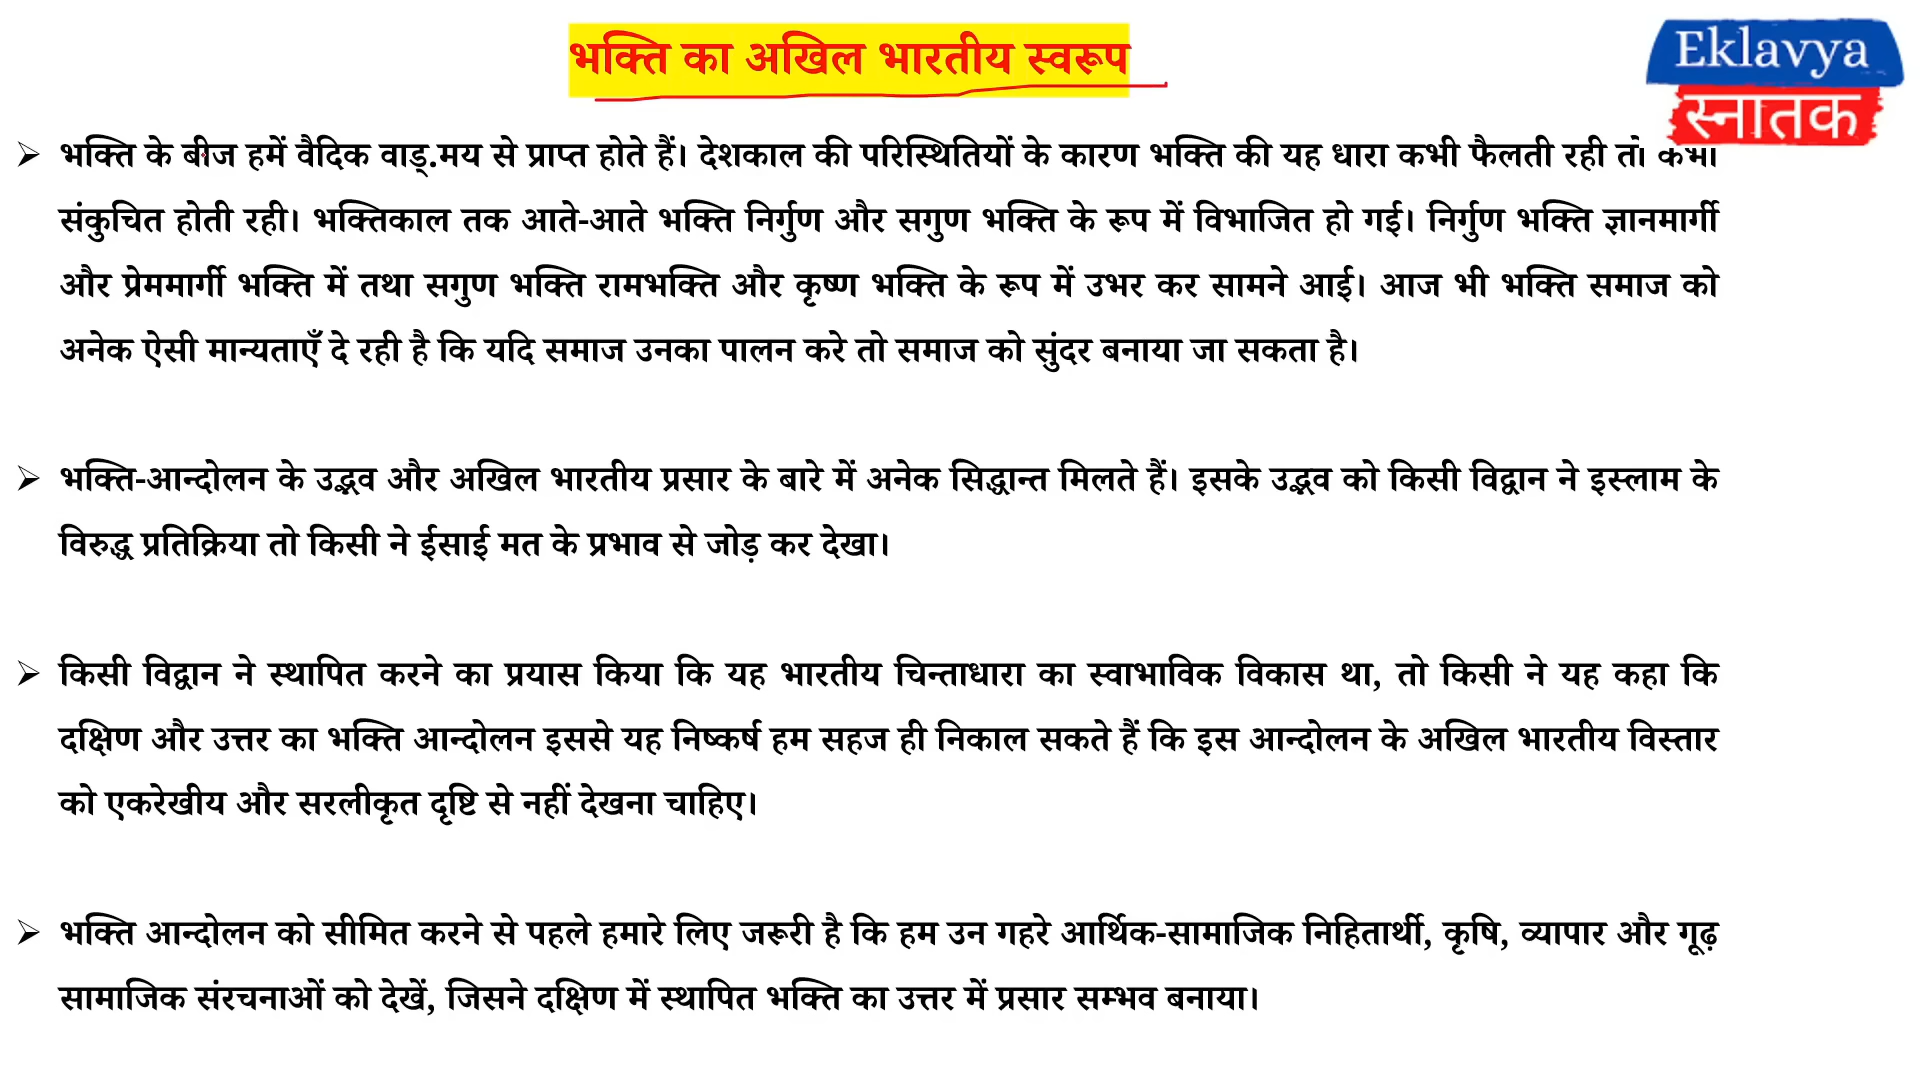 भक्ति का अखिल भारतीय स्वरूप
Eklavya
स्नातक
➢ भक्ति के बीज हमें वैदिक वाड्.मय से प्राप्त होते हैं। देशकाल की परिस्थितियों के कारण भक्ति की यह धारा कभी फैलती रही तो कभी
संकुचित होती रही। भक्तिकाल तक आते-आते भक्ति निर्गुण और सगुण भक्ति के रूप में विभाजित हो गई। निर्गुण भक्ति ज्ञानमार्गी
और प्रेममार्गी भक्ति में तथा सगुण भक्ति रामभक्ति और कृष्ण भक्ति के रूप में उभर कर सामने आई। आज भी भक्ति समाज को
अनेक ऐसी मान्यताएँ दे रही है कि यदि समाज उनका पालन करे तो समाज को सुंदर बनाया जा सकता है।
➢ भक्ति-आन्दोलन के उद्भव और अखिल भारतीय प्रसार के बारे में अनेक सिद्धान्त मिलते हैं। इसके उद्भव को किसी विद्वान ने इस्लाम के
विरुद्ध प्रतिक्रिया तो किसी ने ईसाई मत के प्रभाव से जोड़ कर देखा।
➢ किसी विद्वान ने स्थापित करने का प्रयास किया कि यह भारतीय चिन्ताधारा का स्वाभाविक विकास था, तो किसी ने यह कहा कि
दक्षिण और उत्तर का भक्ति आन्दोलन इससे यह निष्कर्ष हम सहज ही निकाल सकते हैं कि इस आन्दोलन के अखिल भारतीय विस्तार
को एकरेखीय और सरलीकृत दृष्टि से नहीं देखना चाहिए।
➢ भक्ति आन्दोलन को सीमित करने से पहले हमारे लिए जरूरी है कि हम उन गहरे आर्थिक-सामाजिक निहितार्थी, कृषि, व्यापार और गूढ़
सामाजिक संरचनाओं को देखें, जिसने दक्षिण में स्थापित भक्ति का उत्तर में प्रसार सम्भव बनाया।